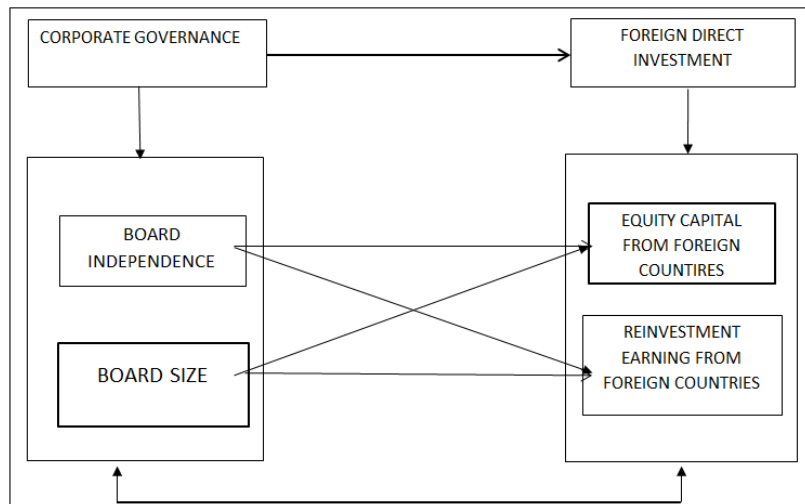 CORPORATE GOVERNANCE
FOREIGN DIRECT
INVESTMENT
BOARD
INDEPENDENCE
EQUITY CAPITAL
FROM FOREIGN
COUNTIRES
BOARD SIZE
REINVESTMENT
EARNING FROM
FOREIGN COUNTRIES